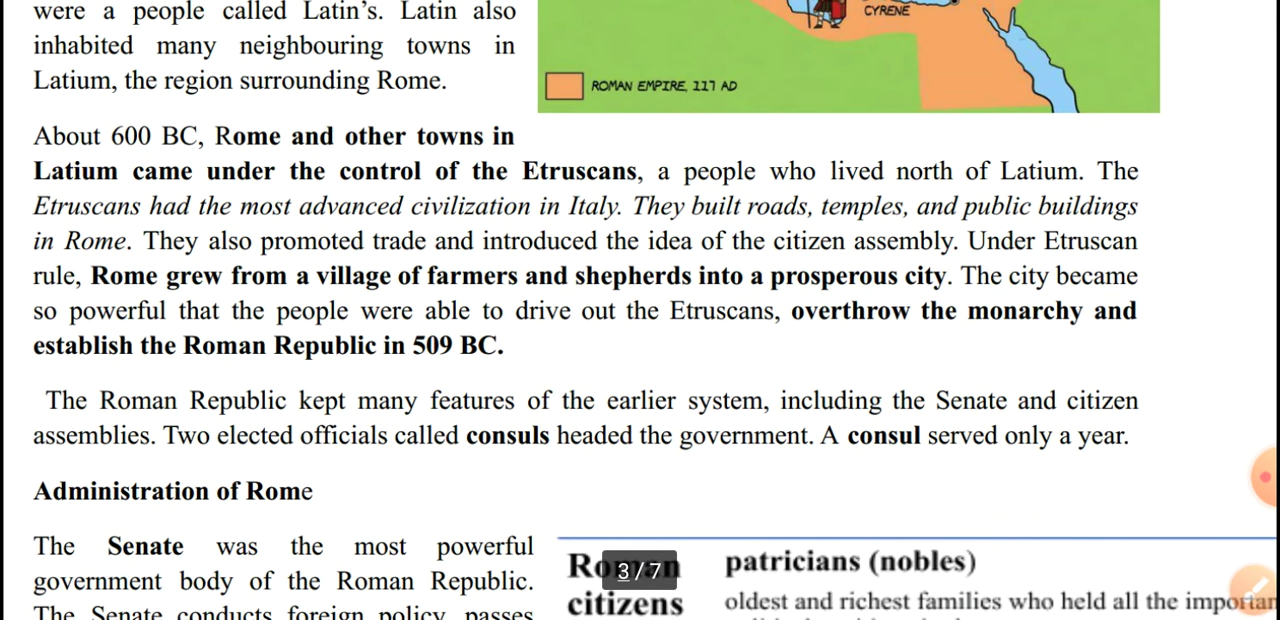 were a people called Latin's. Latin also
inhabited many neighbouring towns in
Latium, the region surrounding Rome.
CYRENE
ROMAN EMPIRE, 117 AD
About 600 BC, Rome and other towns in
Latium came under the control of the Etruscans, a people who lived north of Latium. The
Etruscans had the most advanced civilization in Italy. They built roads, temples, and public buildings
in Rome. They also promoted trade and introduced the idea of the citizen assembly. Under Etruscan
rule, Rome grew from a village of farmers and shepherds into a prosperous city. The city became
so powerful that the people were able to drive out the Etruscans, overthrow the monarchy and
establish the Roman Republic in 509 BC.
The Roman Republic kept many features of the earlier system, including the Senate and citizen
assemblies. Two elected officials called consuls headed the government. A consul served only a year.
Administration of Rome
The Senate was the most powerful
government body of the Roman Republic.
The Senate conducts foreign policy, passes
Roman
citizens
3/7
patricians (nobles)
oldest and richest families who held all the importan